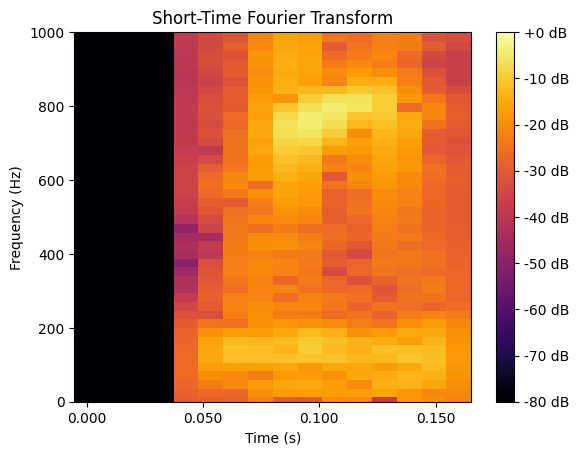 Short-Time Fourier Transform
1000
800
600
400
200
0
Frequency (Hz)
0.000
0.050
0.100
0.150
Time (s)
+0 dB
-10 dB
-20 dB
-30 dB
-40 dB
-50 dB
-60 dB
-70 dB
-80 dB